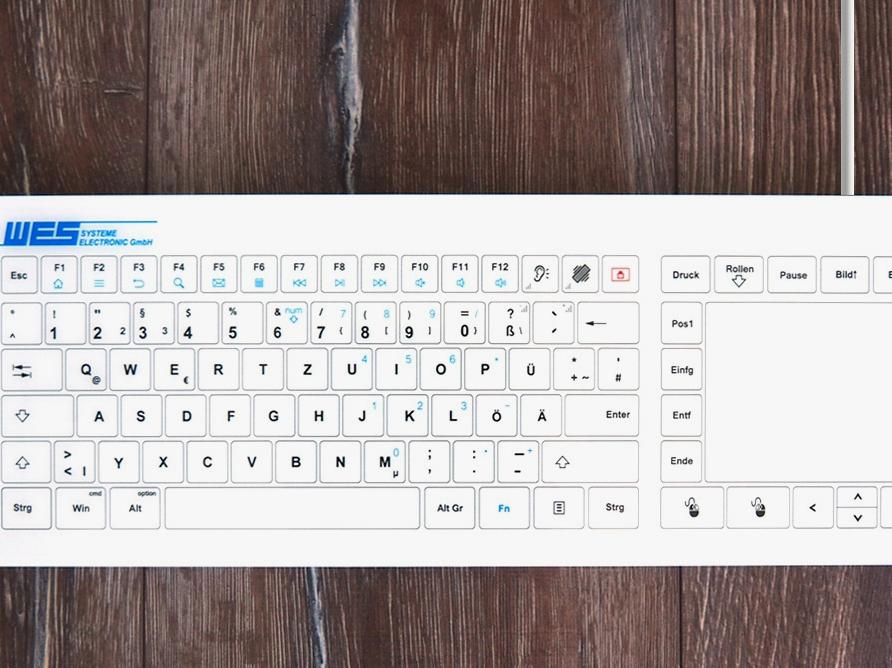 WES SYSTEME
ELECTRONIC GmbH
Esc F1 F2 F3 F4 F5 F6 F7 F8 F9 F10 F11 F12 Druck Rollen Pause Bild↑ E
° ! " § $ % & num / 7 ( 8 ) 9 = / ? `
^ 1 2 2 3 3 4 5 6 7 { 8 [ 9 ] 0 } ß \ ´ ← Pos1
Q @ W E € R T Z U 4 I 5 O 6 P * Ü * + ~ ' # Einfg
A S D F G H J 1 K 2 L 3 Ö - Ä Enter Entf
> < | Y X C V B N M 0 µ ; , : . _ - + Ende
Strg cmd Win option Alt Alt Gr Fn Strg < ^ v